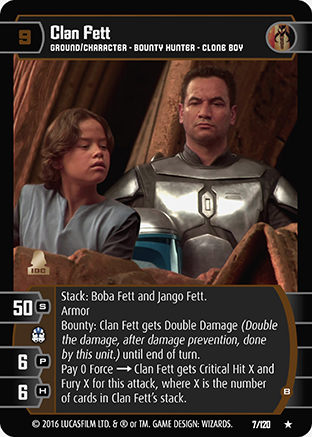 9
Clan Fett
GROUND/CHARACTER - BOUNTY HUNTER - CLONE BOY
IDC
50 S
6 P
6 H
Stack: Boba Fett and Jango Fett.
Armor
Bounty: Clan Fett gets Double Damage (Double
the damage, after damage prevention, done
by this unit.) until end of turn.
Pay 0 Force → Clan Fett gets Critical Hit X and
Fury X for this attack, where X is the number
of cards in Clan Fett's stack.
B
© 2016 LUCASFILM LTD. & ® or TM. GAME DESIGN: WIZARDS.
7/120